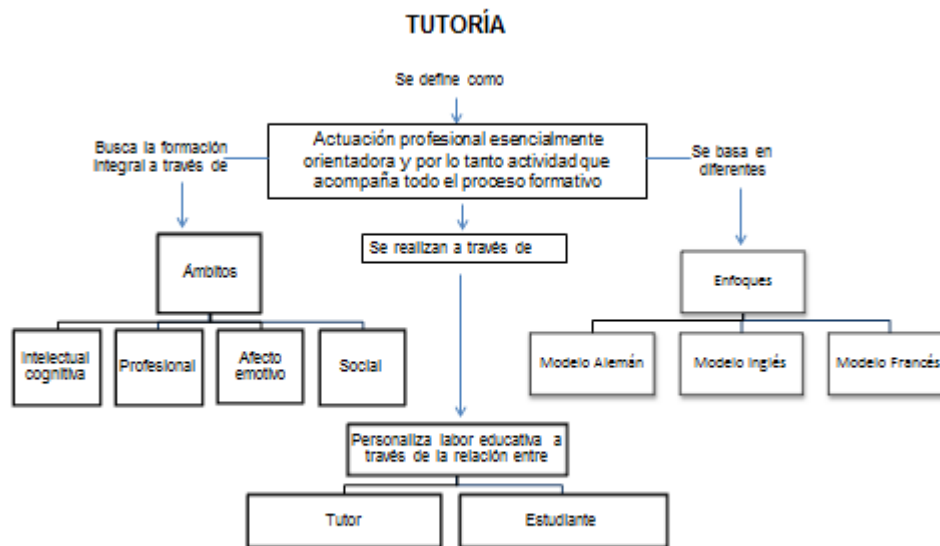 TUTORÍA
Se define como
Actuación profesional esencialmente
orientadora y por lo tanto actividad que
acompaña todo el proceso formativo
Busca la formación
Integral a través de
Se basa en
diferentes
Se realizan a través de
Ámbitos
Enfoques
Intelectual
cognitiva
Profesional
Afecto
emotivo
Social
Modelo Alemán
Modelo Inglés
Modelo Francés
Personaliza labor educativa a
través de la relación entre
Tutor
Estudiante